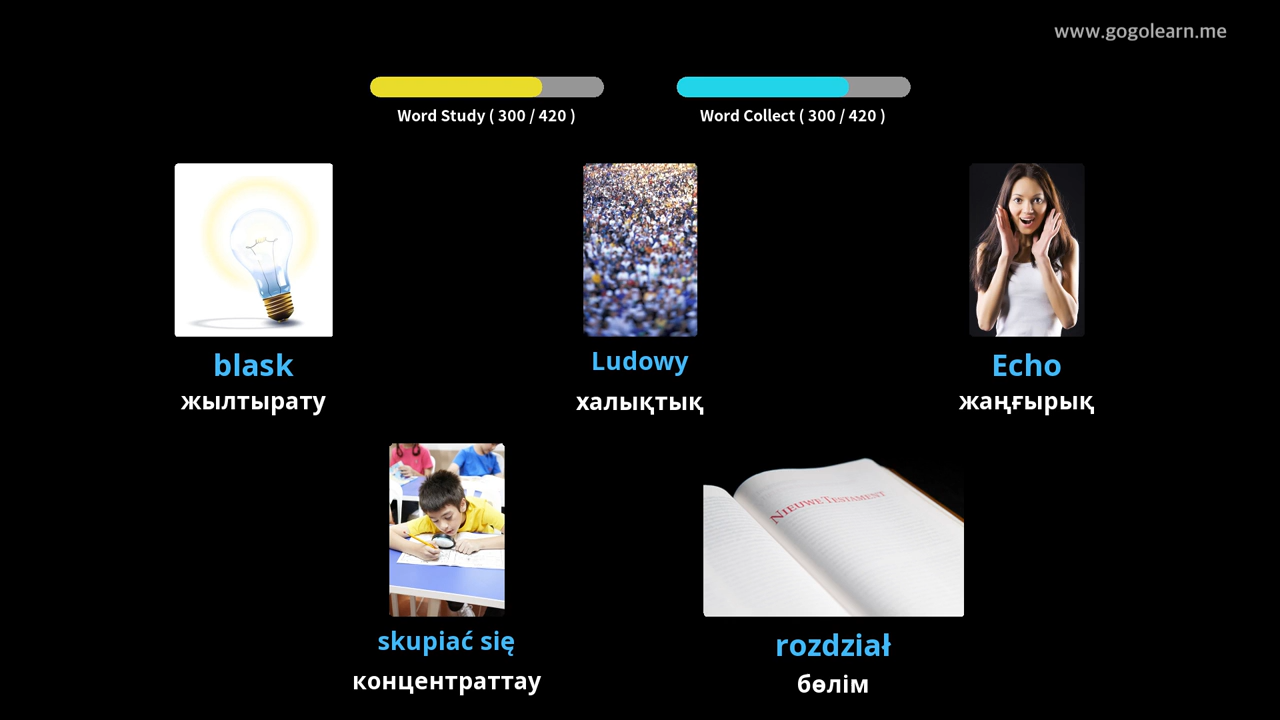 www.gogolearn.me
Word Study ( 300 / 420 )
Word Collect ( 300 / 420 )
blask
жылтырату
Ludowy
халықтық
Echo
жаңғырық
NIEUWE TESTAMENT
skupiać się
концентраттау
rozdział
бөлім